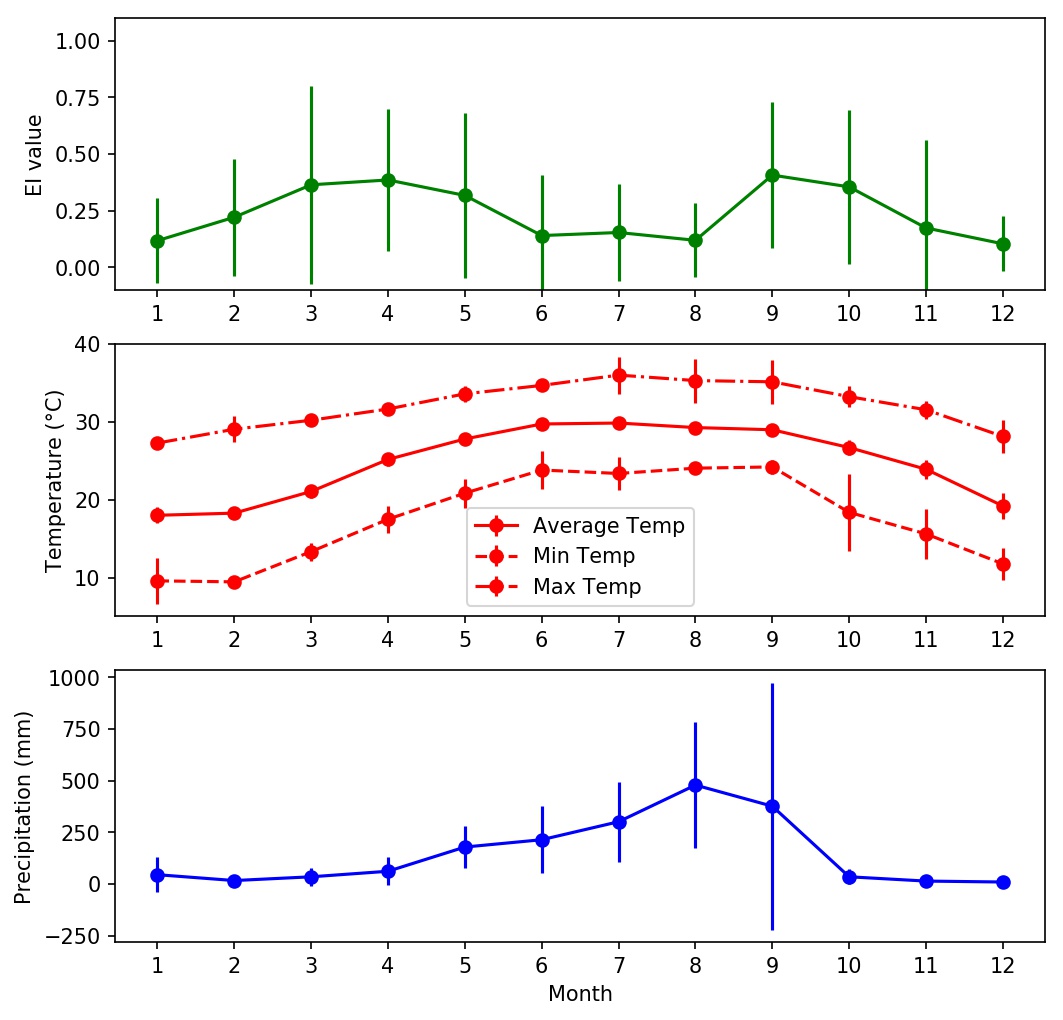 1.00
0.75
0.50
0.25
0.00
EI value
1 2 3 4 5 6 7 8 9 10 11 12
40
30
20
10
Temperature (°C)
Average Temp
Min Temp
Max Temp
1 2 3 4 5 6 7 8 9 10 11 12
1000
750
500
250
0
−250
Precipitation (mm)
1 2 3 4 5 6 7 8 9 10 11 12
Month